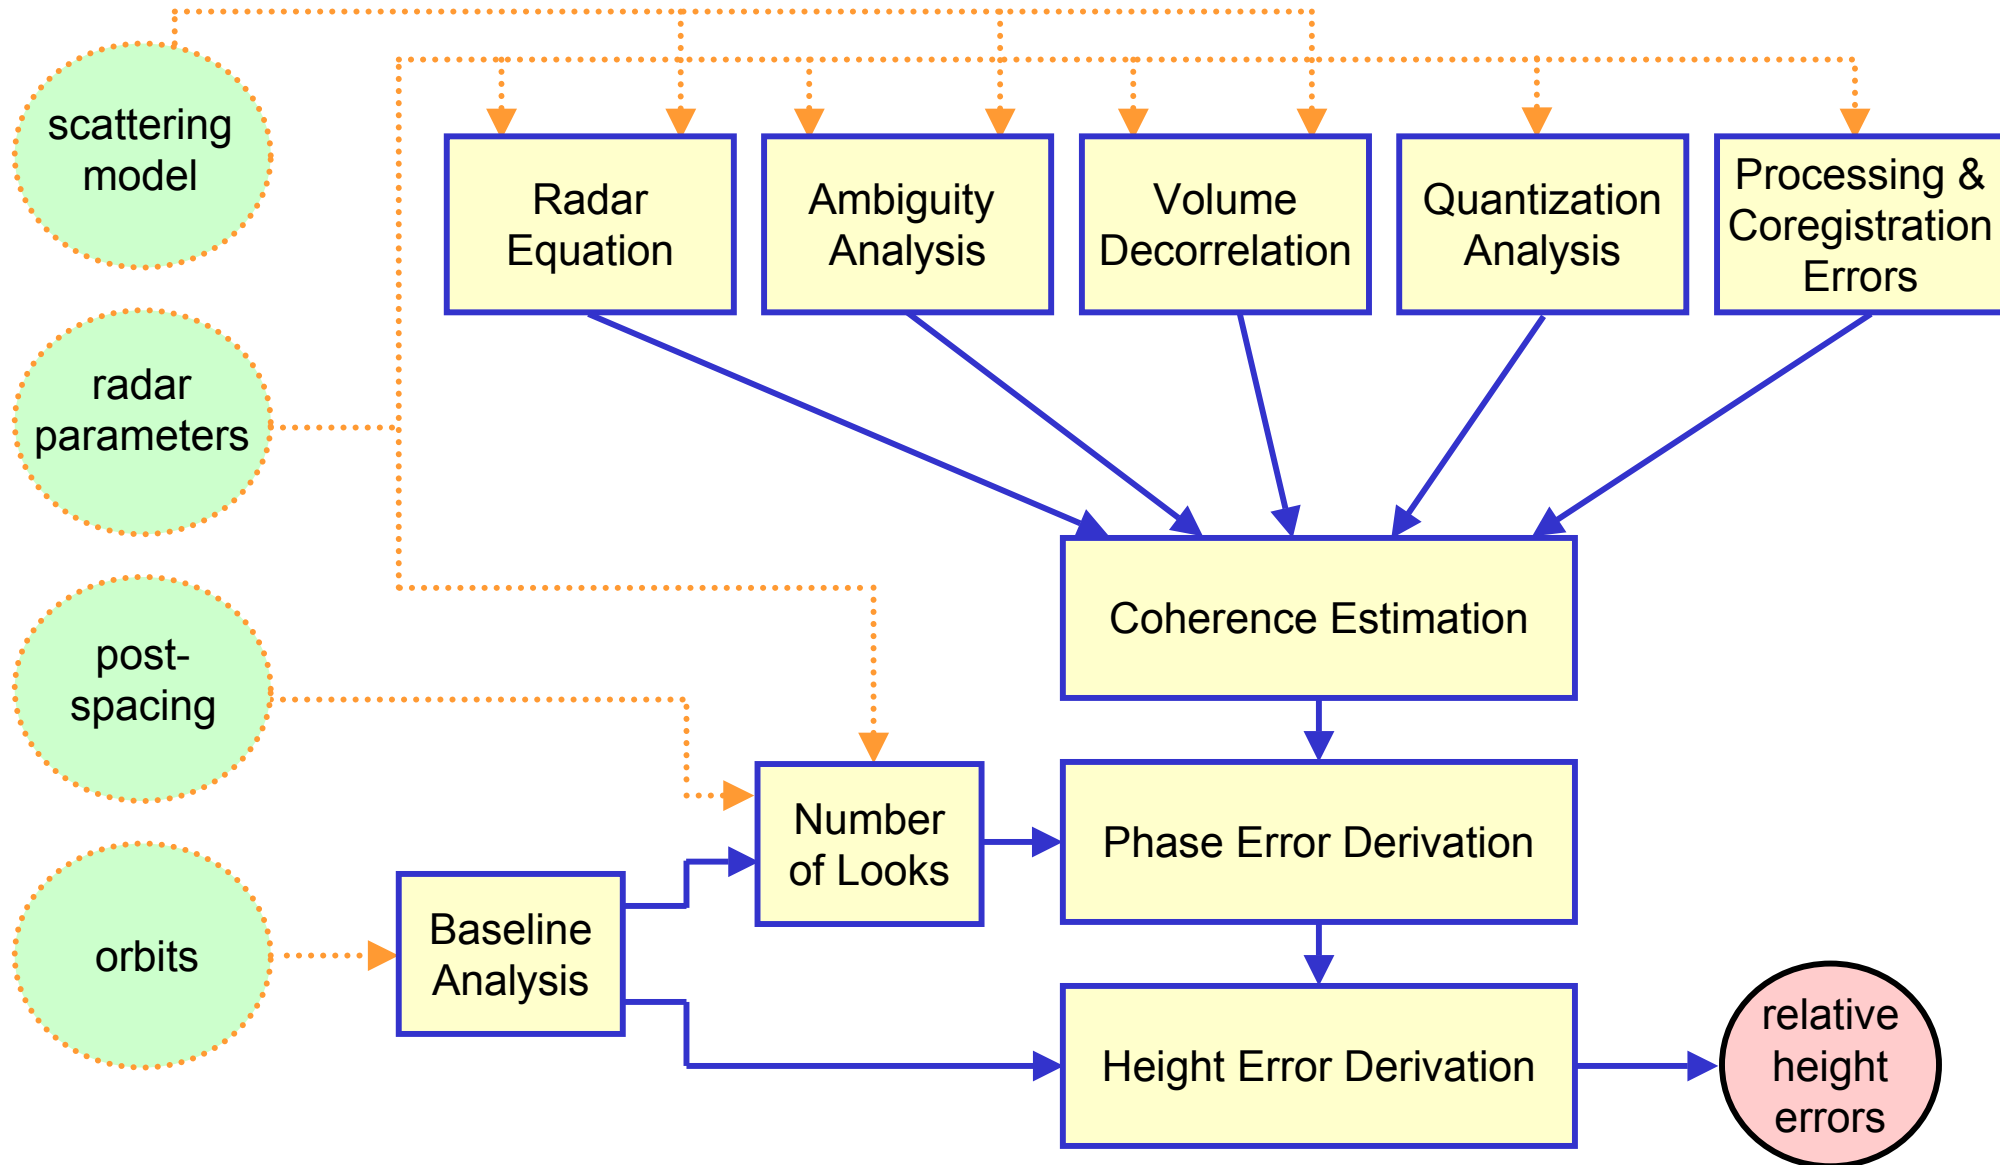 scattering
model
radar
parameters
post-
spacing
orbits
Radar
Equation
Ambiguity
Analysis
Volume
Decorrelation
Quantization
Analysis
Processing &
Coregistration
Errors
Coherence Estimation
Number
of Looks
Phase Error Derivation
Baseline
Analysis
Height Error Derivation
relative
height
errors